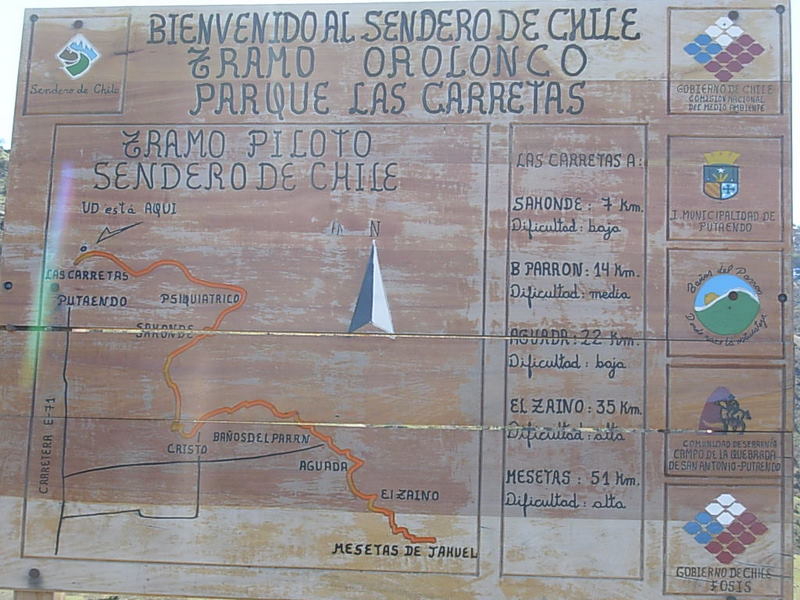 BIENVENIDO AL SENDERO DE CHILE
TRAMO OROLONCO
PARQUE LAS CARRETAS
Sendero de Chile
TRAMO PILOTO
SENDERO DE CHILE
UD está AQUI
N
LAS CARRETAS
PUTAENDO
PSIQUIATRICO
SAHONDE
CARRETERA E-71
CRISTO
BAÑOS DEL PARRN
AGUADA
El ZAINO
MESETAS DE JAHUEL
LAS CARRETAS A:
SAHONDE : 7 Km.
Dificultad: baja
B PARRON: 14 Km.
Dificultad: media
AGUADA: 22 Km.
Dificultad: baja
EL ZAINO: 35 Km.
Dificultad: alta
MESETAS : 51 Km.
Dificultad: alta
GOBIERNO DE CHILE
COMISION NACIONAL
DEL MEDIO AMBIENTE
I. MUNICIPALIDAD DE
PUTAENDO
Baños del Parron
COMUNIDAD DE SERRANIA
CAMPO DE LA QUEBRADA
DE SAN ANTONIO-PUTAENDO
GOBIERNO DE CHILE
FOSIS